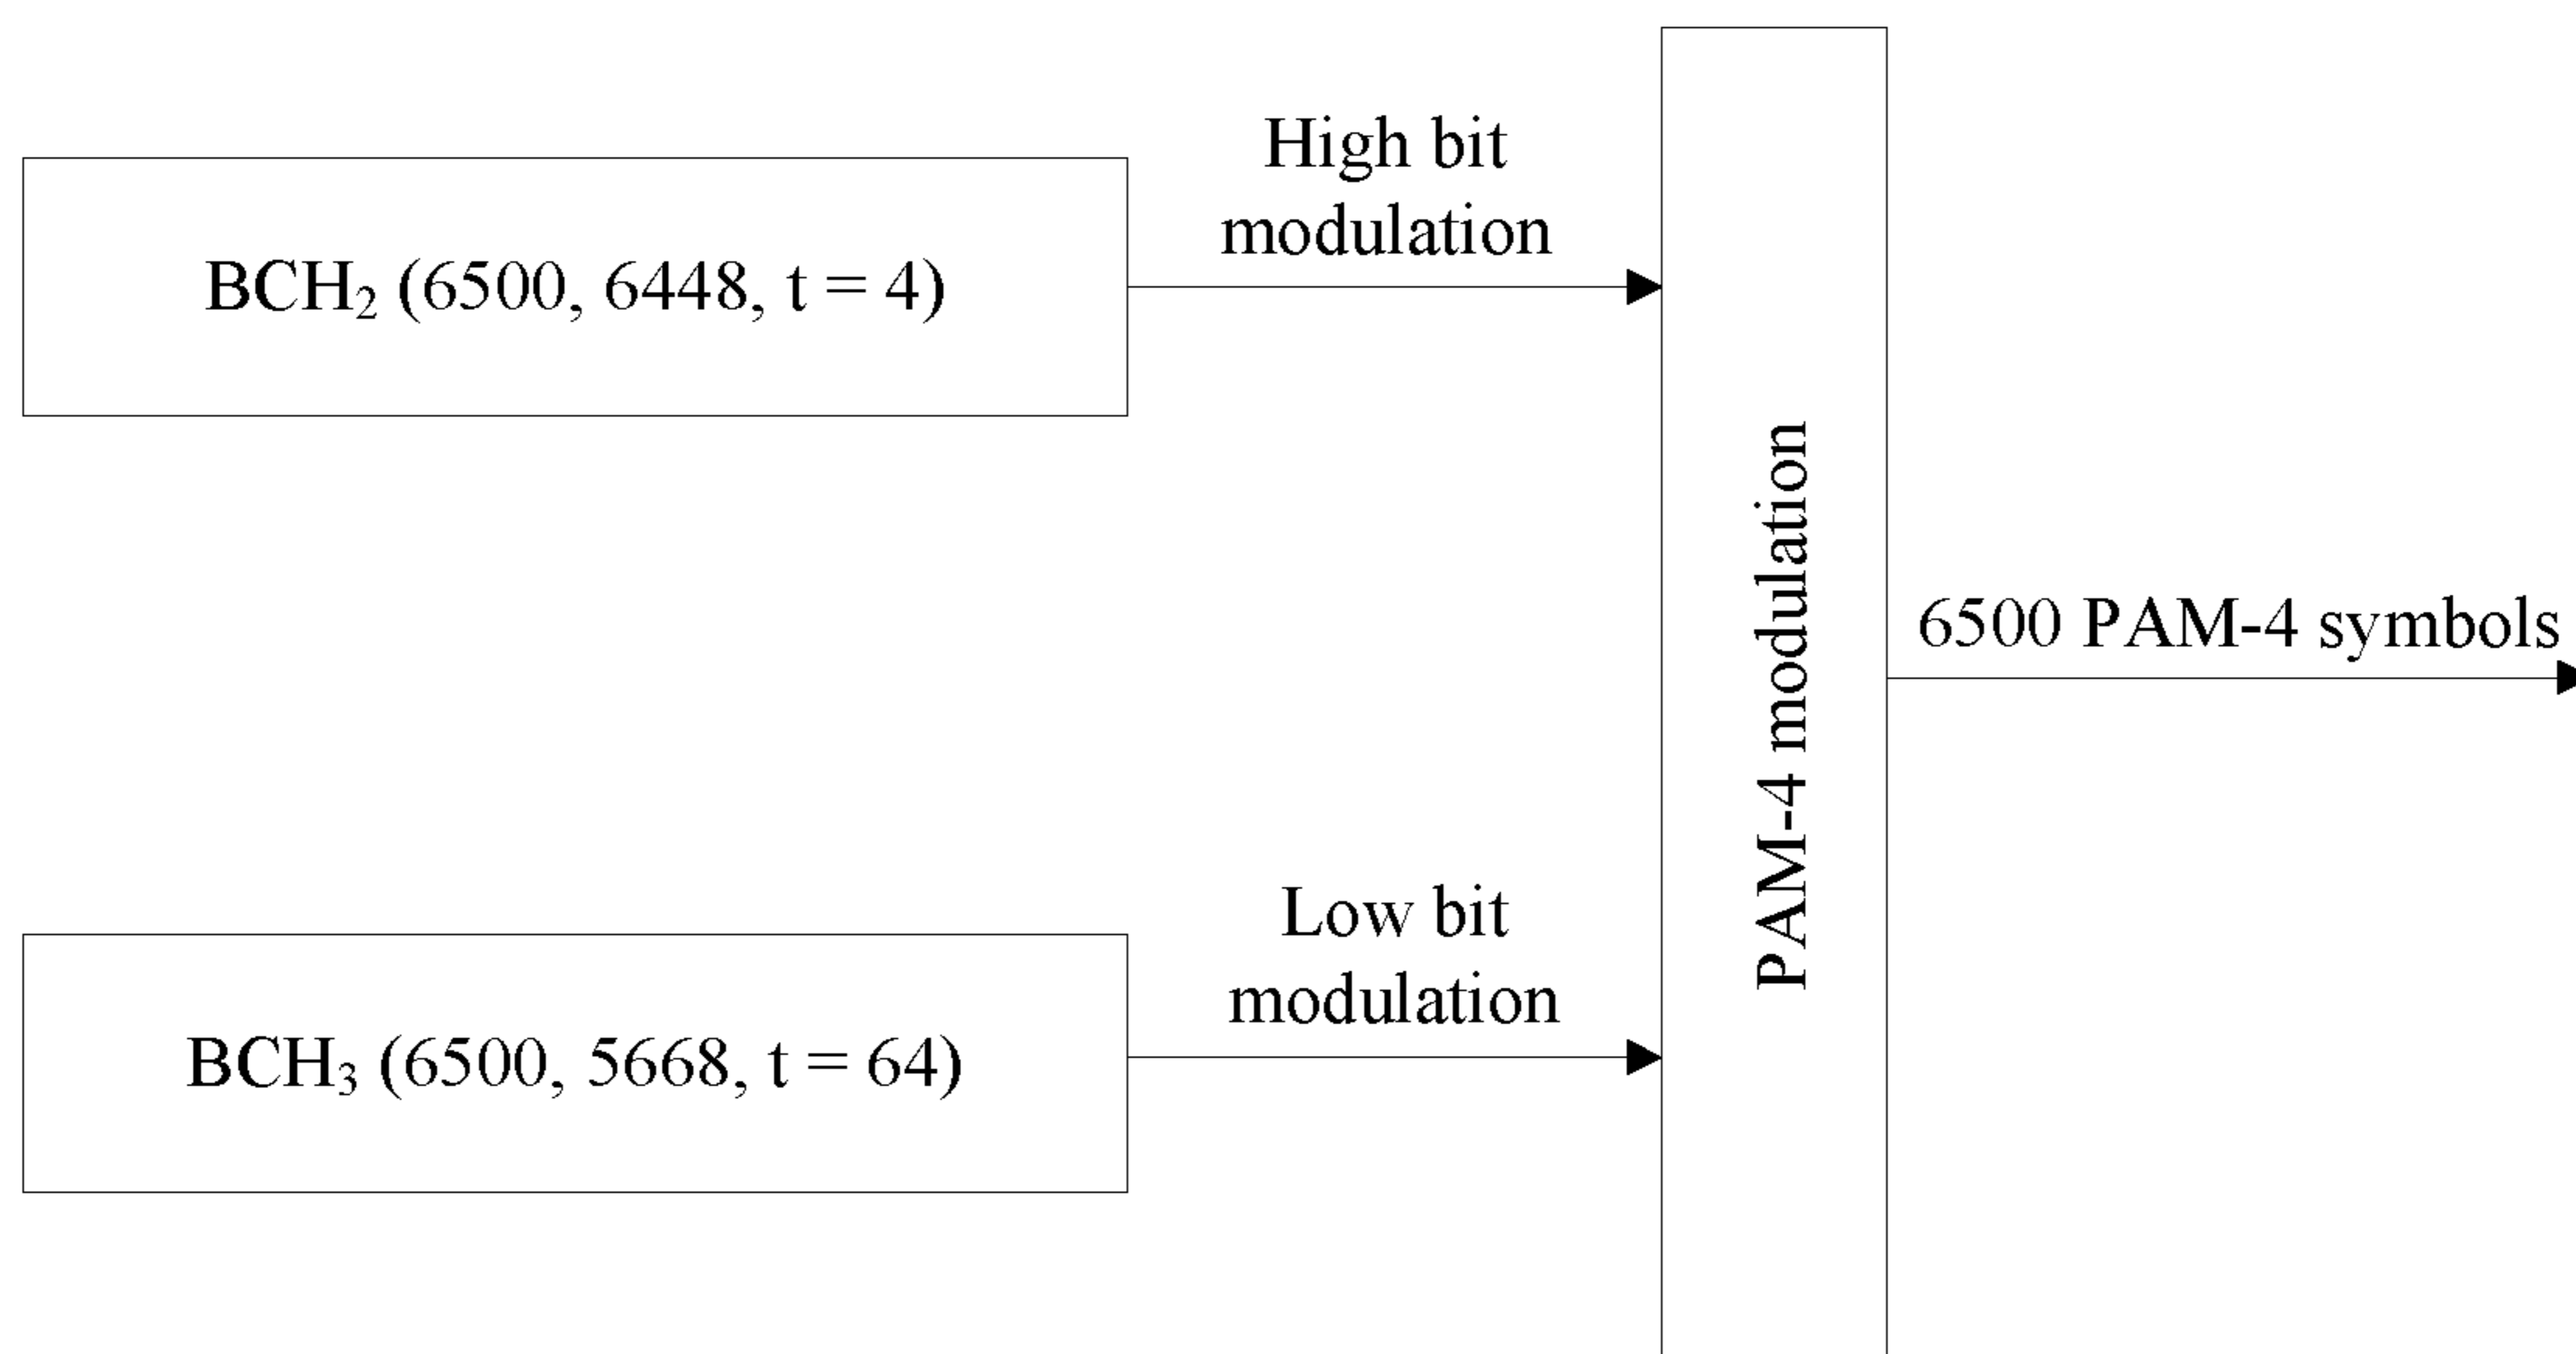 High bit
modulation
BCH₂ (6500, 6448, t = 4)
PAM-4 modulation
6500 PAM-4 symbols
Low bit
modulation
BCH₃ (6500, 5668, t = 64)